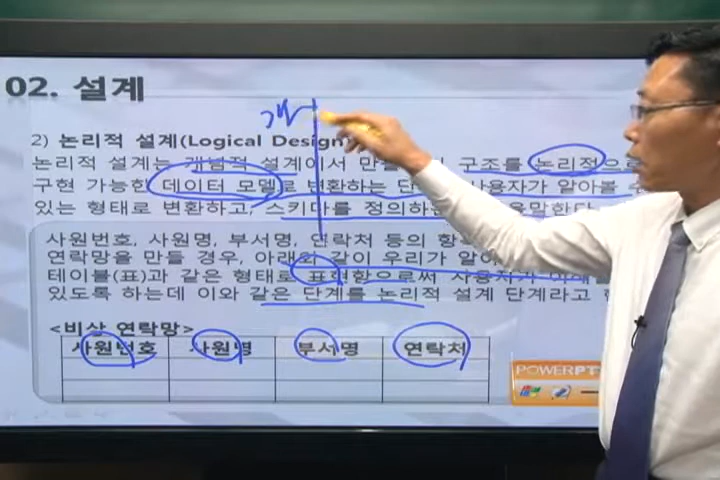 02. 설계
개
2) 논리적 설계(Logical Design)
논리적 설계는 개념적 설계에서 만들 구조를 논리적으로
구현 가능한 데이터 모델로 변환하는 단 사용자가 알아볼 수
있는 형태로 변환하고, 스키마를 정의하는 을 말한다.
사원번호, 사원명, 부서명, 연락처 등의 항
연락망을 만들 경우, 아래와 같이 우리가 알아
테이블(표)과 같은 형태로 표현함으로써 사용자가 이해
있도록 하는데 이와 같은 단계를 논리적 설계 단계라고
<비상 연락망>
사원번호 사원명 부서명 연락처
POWERPT